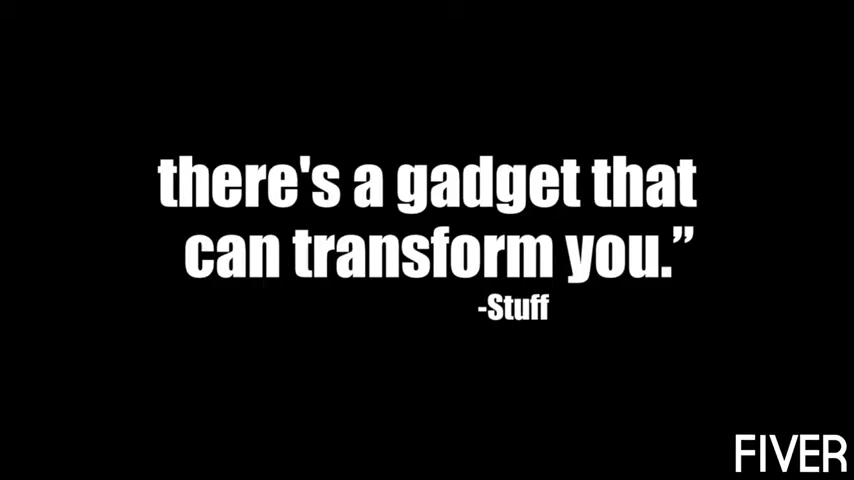 there's a gadget that
can transform you.”
-Stuff
FIVER